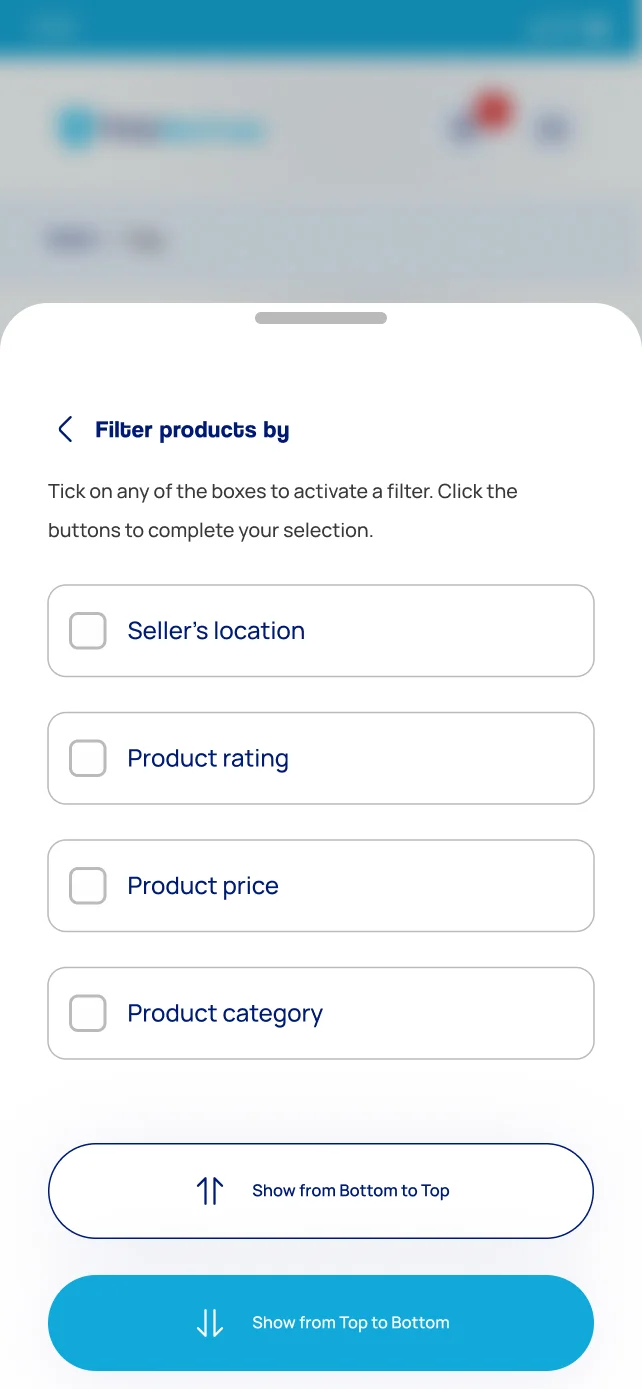 Filter products by
Tick on any of the boxes to activate a filter. Click the
buttons to complete your selection.
Seller's location
Product rating
Product price
Product category
Show from Bottom to Top
Show from Top to Bottom